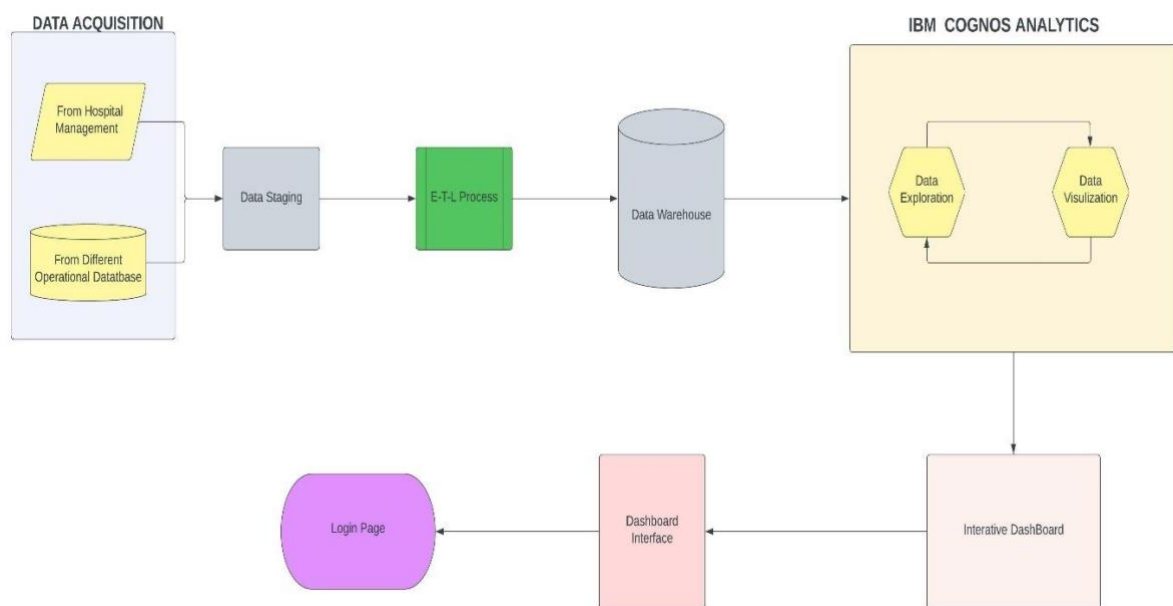 DATA ACQUISITION
IBM COGNOS ANALYTICS
From Hospital
Management
From Different
Operational Datatbase
Data Staging
E-T-L Process
Data Warehouse
Data
Exploration
Data
Visulization
Login Page
Dashboard
Interface
Interative DashBoard